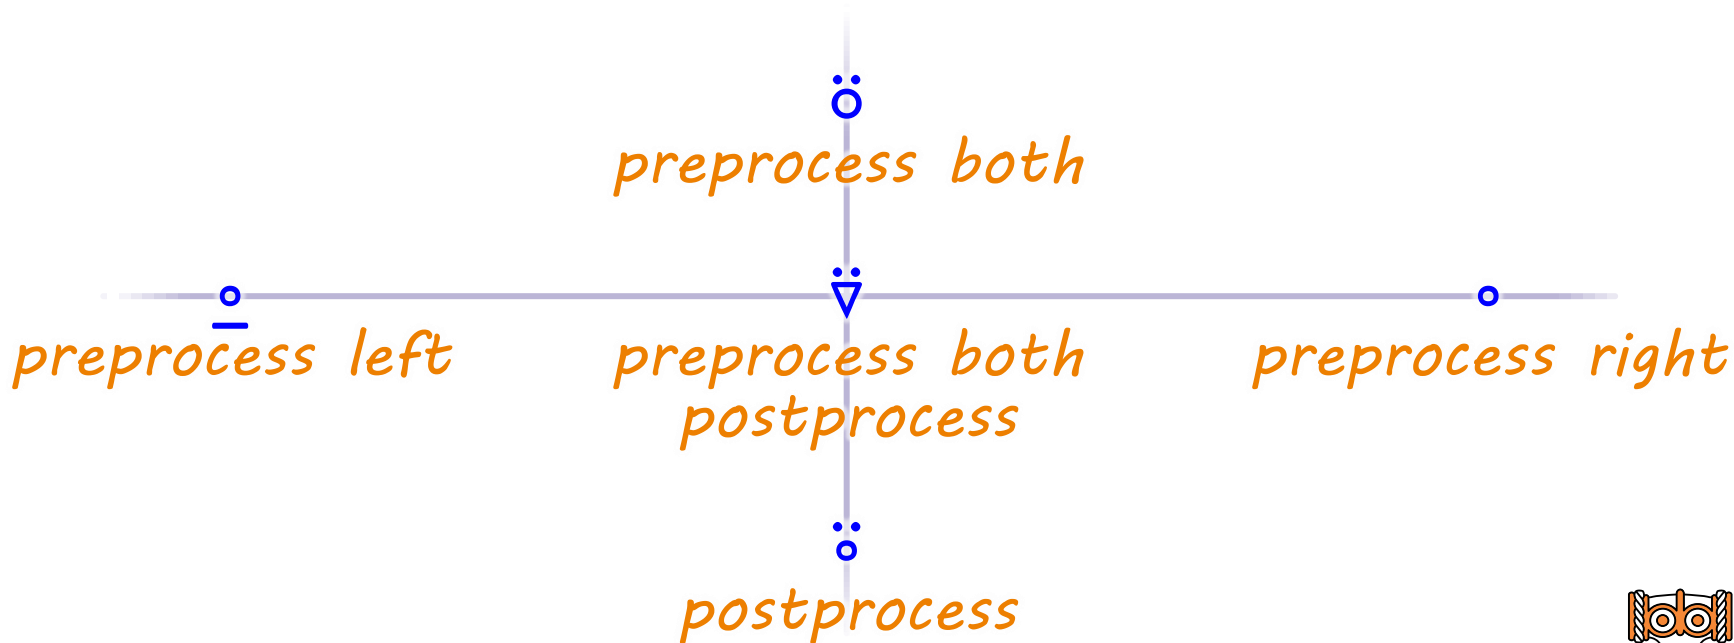 ⍥
preprocess both
⍛ ⍢ ∘
preprocess left preprocess both preprocess right
postprocess
⍤
postprocess